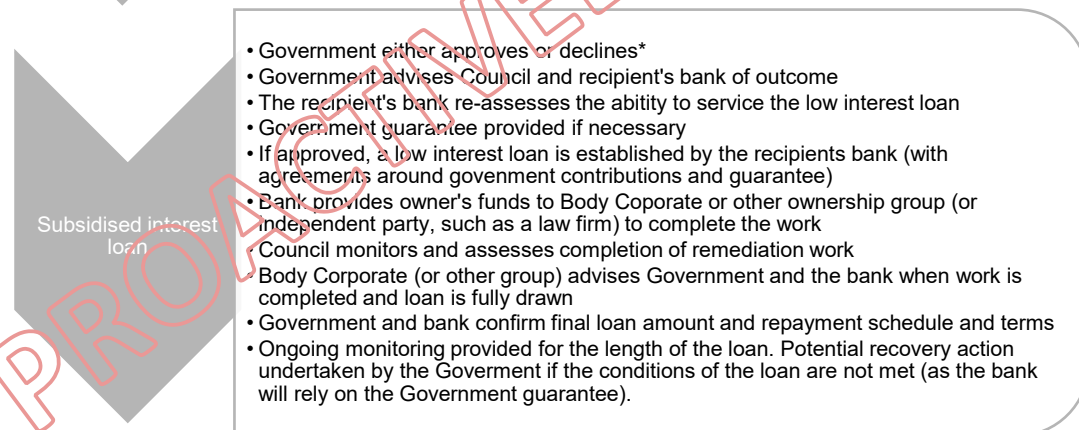 Subsidised interest
loan
• Government either approves or declines*
• Government advises Council and recipient's bank of outcome
• The recipient's bank re-assesses the abitity to service the low interest loan
• Government guarantee provided if necessary
• If approved, a low interest loan is established by the recipients bank (with
agreements around govenment contributions and guarantee)
• Bank provides owner's funds to Body Coporate or other ownership group (or
independent party, such as a law firm) to complete the work
• Council monitors and assesses completion of remediation work
• Body Corporate (or other group) advises Government and the bank when work is
completed and loan is fully drawn
• Government and bank confirm final loan amount and repayment schedule and terms
• Ongoing monitoring provided for the length of the loan. Potential recovery action
undertaken by the Goverment if the conditions of the loan are not met (as the bank
will rely on the Government guarantee).
PROACTIVE